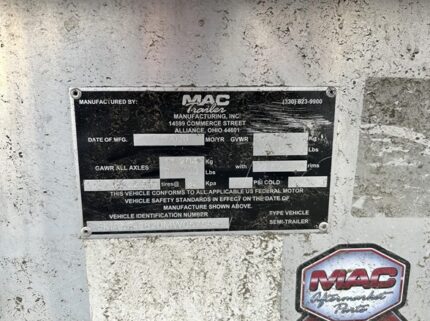 MANUFACTURED BY: MAC Trailer (330) 823-9900
MANUFACTURING, INC.
14599 COMMERCE STREET
ALLIANCE, OHIO 44601
DATE OF MFG. MO/YR GVWR Kg
Lbs
GAWR ALL AXLES Kg with rims
Lbs
tires@ Kpa PSI COLD
THIS VEHICLE CONFORMS TO ALL APPLICABLE US FEDERAL MOTOR
VEHICLE SAFETY STANDARDS IN EFFECT ON THE DATE OF
MANUFACTURE SHOWN ABOVE.
VEHICLE IDENTIFICATION NUMBER TYPE VEHICLE
SEMI-TRAILER
MAC
Aftermarket
Parts